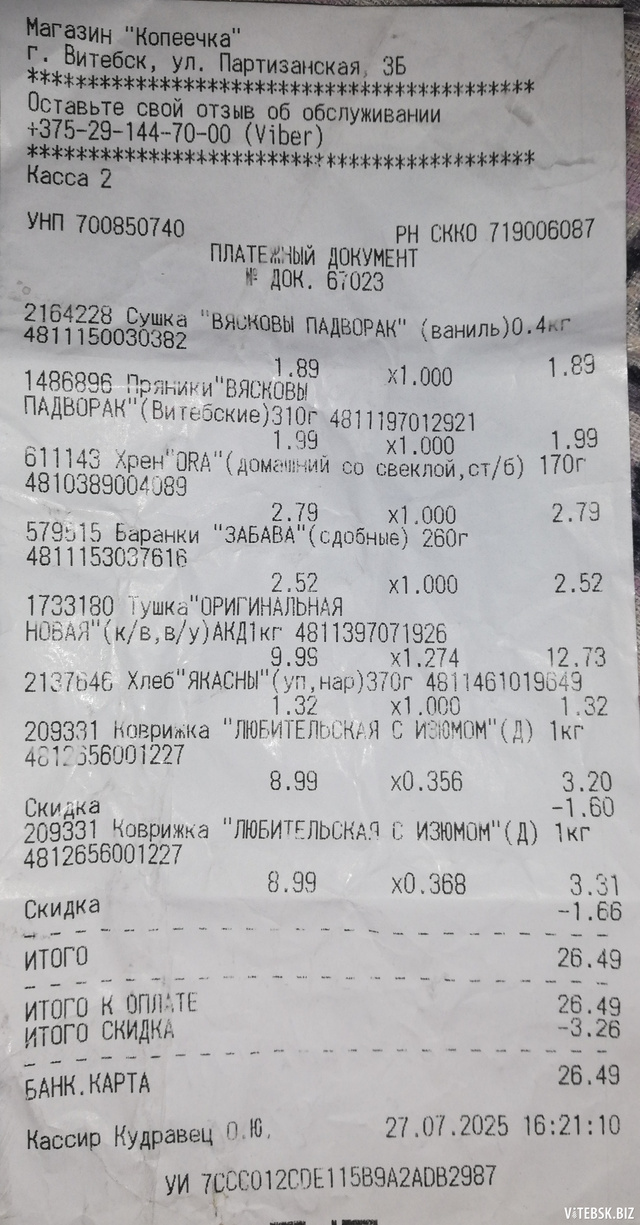 Магазин "Копеечка"
г. Витебск, ул. Партизанская, 3Б
*******************************************
Оставьте свой отзыв об обслуживании
+375-29-144-70-00 (Viber)
*******************************************
Касса 2
УНП 700850740 РН СККО 719006087
ПЛАТЕЖНЫЙ ДОКУМЕНТ
№ ДОК. 67023
2164228 Сушка "ВЯСКОВЫ ПАДВОРАК" (ваниль)0.4кг
4811150030382
1.89 x1.000 1.89
1486896 Пряники"ВЯСКОВЫ
ПАДВОРАК"(Витебские)310г 4811197012921
1.99 x1.000 1.99
611143 Хрен"ORA"(домашний со свеклой,ст/б) 170г
4810389004089
2.79 x1.000 2.79
579515 Баранки "ЗАБАВА"(сдобные) 260г
4811153037616
2.52 x1.000 2.52
1733180 Тушка"ОРИГИНАЛЬНАЯ
НОВАЯ"(к/в,в/у)АКД1кг 4811397071926
9.99 x1.274 12.73
2137646 Хлеб"ЯКАСНЫ"(уп,нар)370г 4811461019649
1.32 x1.000 1.32
209331 Коврижка "ЛЮБИТЕЛЬСКАЯ С ИЗЮМОМ"(Д) 1кг
4812656001227
8.99 x0.356 3.20
Скидка -1.60
209331 Коврижка "ЛЮБИТЕЛЬСКАЯ С ИЗЮМОМ"(Д) 1кг
4812656001227
8.99 x0.368 3.31
Скидка -1.66
ИТОГО 26.49
ИТОГО К ОПЛАТЕ 26.49
ИТОГО СКИДКА -3.26
БАНК.КАРТА 26.49
Кассир Кудравец О.Ю. 27.07.2025 16:21:10
УИ 7CCC012CDE115B9A2ADB2987
VITEBSK.BIZ